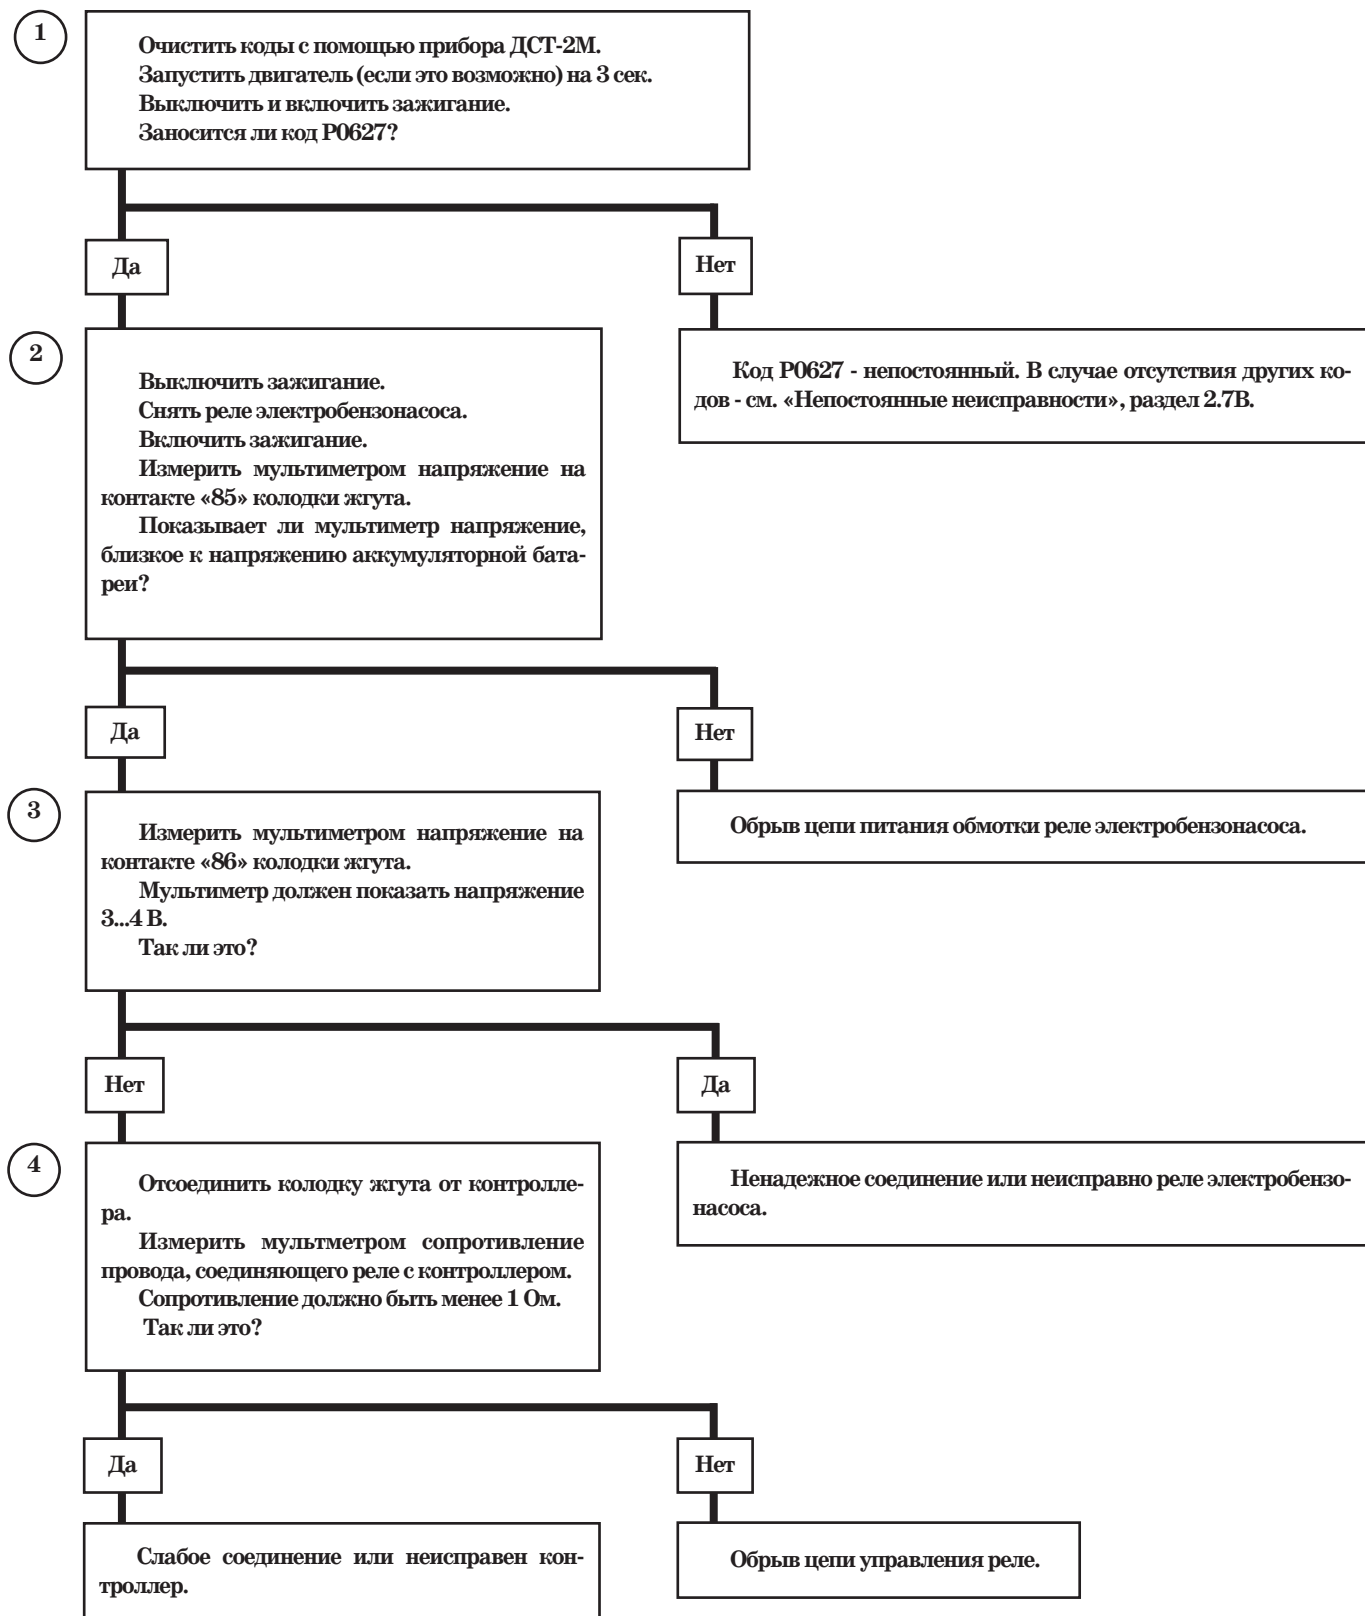 1
Очистить коды с помощью прибора ДСТ-2М.
Запустить двигатель (если это возможно) на 3 сек.
Выключить и включить зажигание.
Заносится ли код Р0627?
Да
Нет
2
Выключить зажигание.
Снять реле электробензонасоса.
Включить зажигание.
Измерить мультиметром напряжение на
контакте «85» колодки жгута.
Показывает ли мультиметр напряжение,
близкое к напряжению аккумуляторной бата-
реи?
Код Р0627 - непостоянный. В случае отсутствия других ко-
дов - см. «Непостоянные неисправности», раздел 2.7В.
Да
Нет
3
Измерить мультиметром напряжение на
контакте «86» колодки жгута.
Мультиметр должен показать напряжение
3...4 В.
Так ли это?
Обрыв цепи питания обмотки реле электробензонасоса.
Нет
Да
4
Отсоединить колодку жгута от контролле-
ра.
Измерить мультметром сопротивление
провода, соединяющего реле с контроллером.
Сопротивление должно быть менее 1 Ом.
Так ли это?
Ненадежное соединение или неисправно реле электробензо-
насоса.
Да
Нет
Слабое соединение или неисправен кон-
троллер.
Обрыв цепи управления реле.